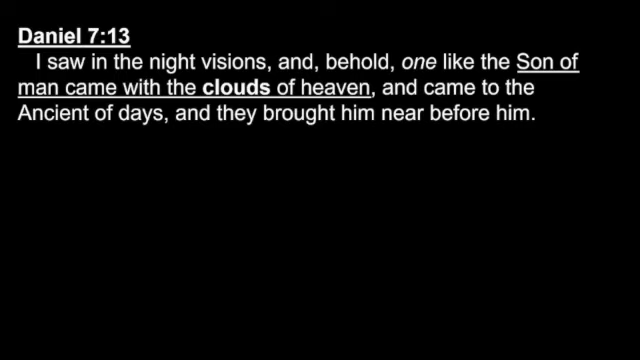 Daniel 7:13
I saw in the night visions, and, behold, one like the Son of
man came with the clouds of heaven, and came to the
Ancient of days, and they brought him near before him.